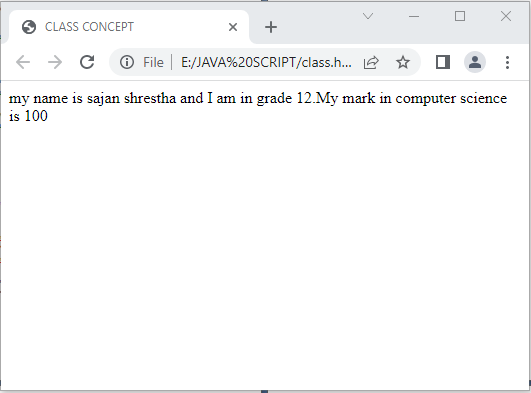 CLASS CONCEPT
File | E:/JAVA%20SCRIPT/class.h...
my name is sajan shrestha and I am in grade 12.My mark in computer science
is 100